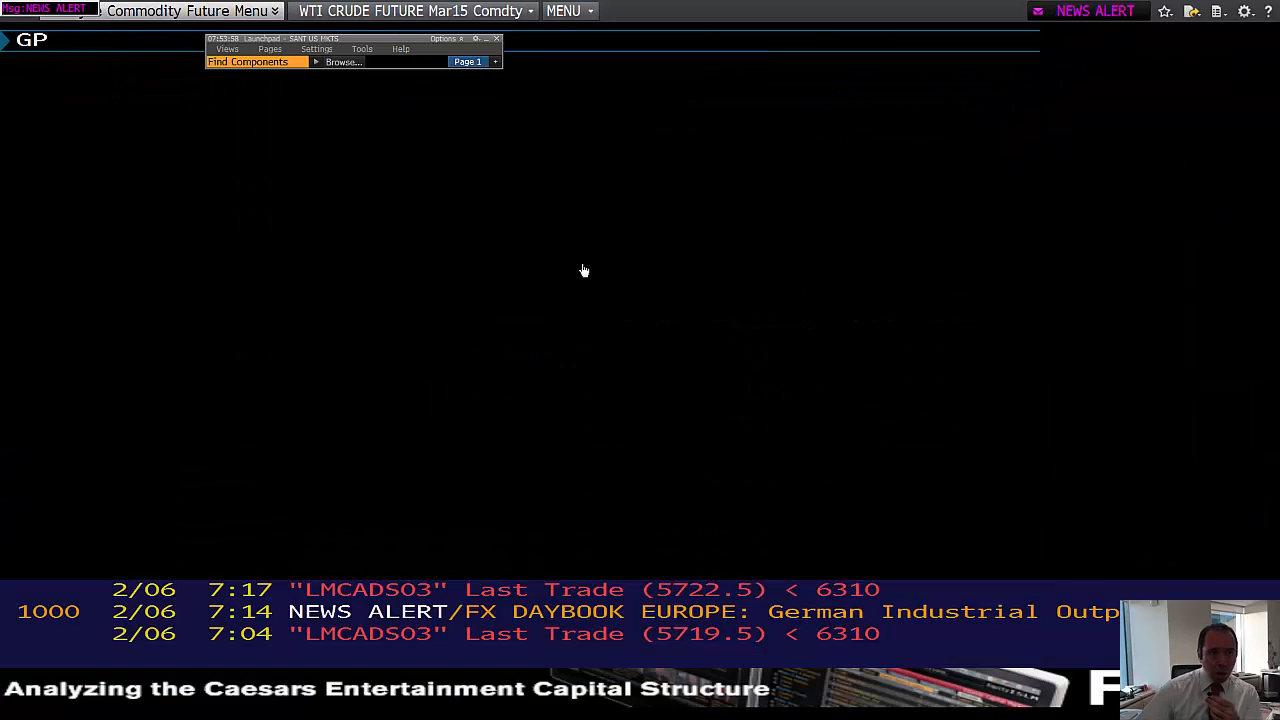 Msg:NEWS ALERT
Commodity Future Menu
WTI CRUDE FUTURE Mar15 Comdty
MENU
NEWS ALERT
?
GP
07:53:58 Launchpad - SANT US MKTS
Options
Views Pages Settings Tools Help
Find Components
Browse...
Page 1
+
2/06 7:17 "LMCADS03" Last Trade (5722.5) < 6310
1000 2/06 7:14 NEWS ALERT/FX DAYBOOK EUROPE: German Industrial Outp
2/06 7:04 "LMCADS03" Last Trade (5719.5) < 6310
Analyzing the Caesars Entertainment Capital Structure
F